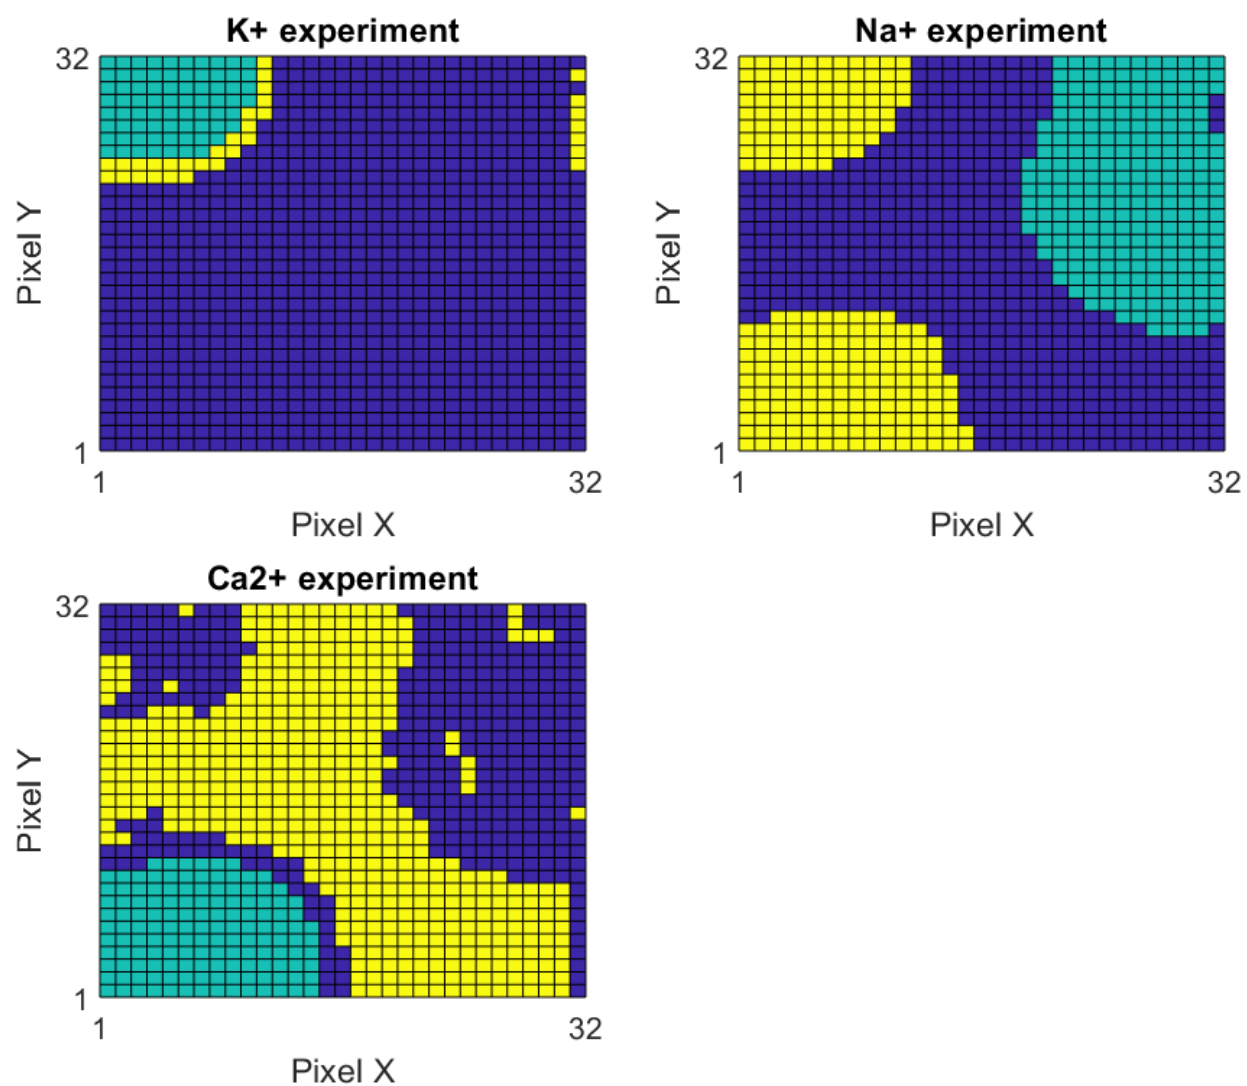 K+ experiment
32
Pixel Y
1
1
32
Pixel X
Na+ experiment
32
Pixel Y
1
1
32
Pixel X
Ca2+ experiment
32
Pixel Y
1
1
32
Pixel X